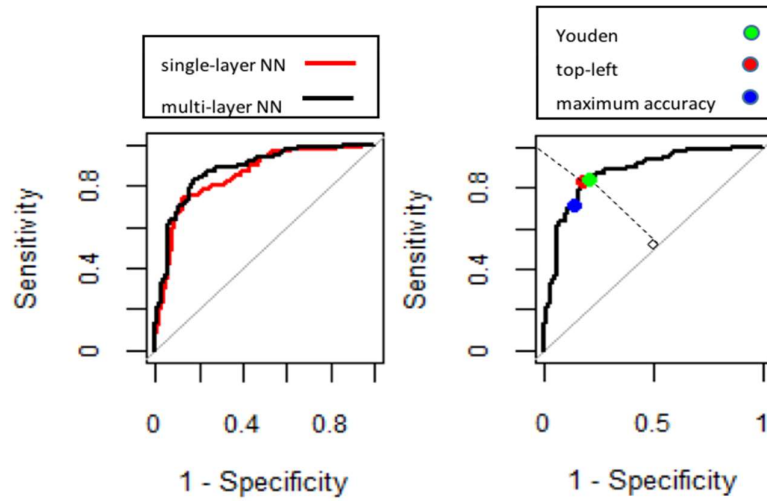 single-layer NN
multi-layer NN
Sensitivity
0.8
0.4
0
0
0.4
0.8
1 - Specificity
Youden
top-left
maximum accuracy
Sensitivity
0.8
0.4
0
0
0.5
1
1 - Specificity